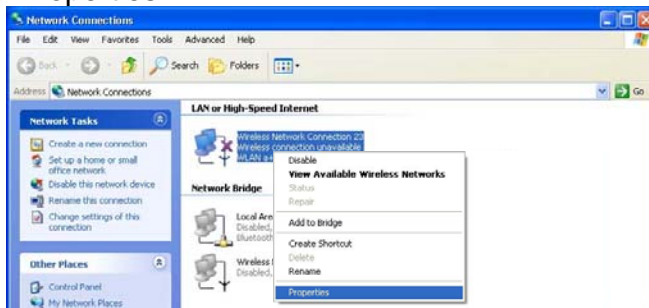 Network Connections
File Edit View Favorites Tools Advanced Help
Back Search Folders
Address Network Connections Go
Network Tasks
Create a new connection
Set up a home or small
office network
Disable this network device
Rename this connection
Change settings of this
connection
Other Places
Control Panel
My Network Places
LAN or High-Speed Internet
Wireless Network Connection 23
Wireless connection unavailable
WLAN
Network Bridge
Local Are
Disabled,
Bluetooth
Wireless
Disabled,
Disable
View Available Wireless Networks
Status
Repair
Add to Bridge
Create Shortcut
Delete
Rename
Properties